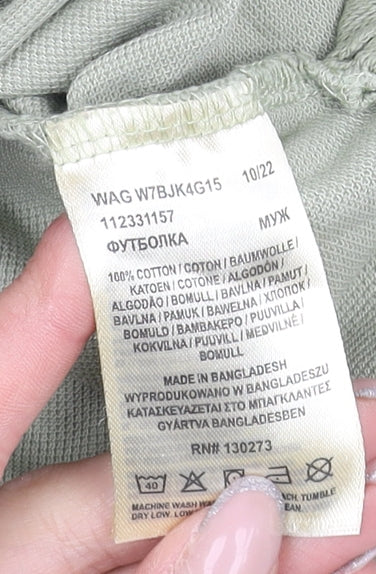 WAG W7BJK4G15 10/22
112331157
ФУТБОЛКА МУЖ
100% COTTON / COTON / BAUMWOLLE /
KATOEN / COTONE / ALGODÓN /
ALGODÃO / BOMULL / BAVLNA / PAMUT /
BAVLNA / PAMUK / BAWEŁNA / ХЛОПОК /
BOMULD / ΒΑΜΒΑΚΕΡΟ / PUUVILLA /
KOKVILNA / PUUVILL / MEDVILNĖ /
BOMULL
MADE IN BANGLADESH
WYPRODUKOWANO W BANGLADESZU
ΚΑΤΑΣΚΕΥΑΖΕΤΑΙ ΣΤΟ ΜΠΑΓΚΛΑΝΤΕΣ
GYÁRTVA BANGLADESBEN
RN# 130273
40
MACHINE WASH TUMBLE
DRY LOW. LOW